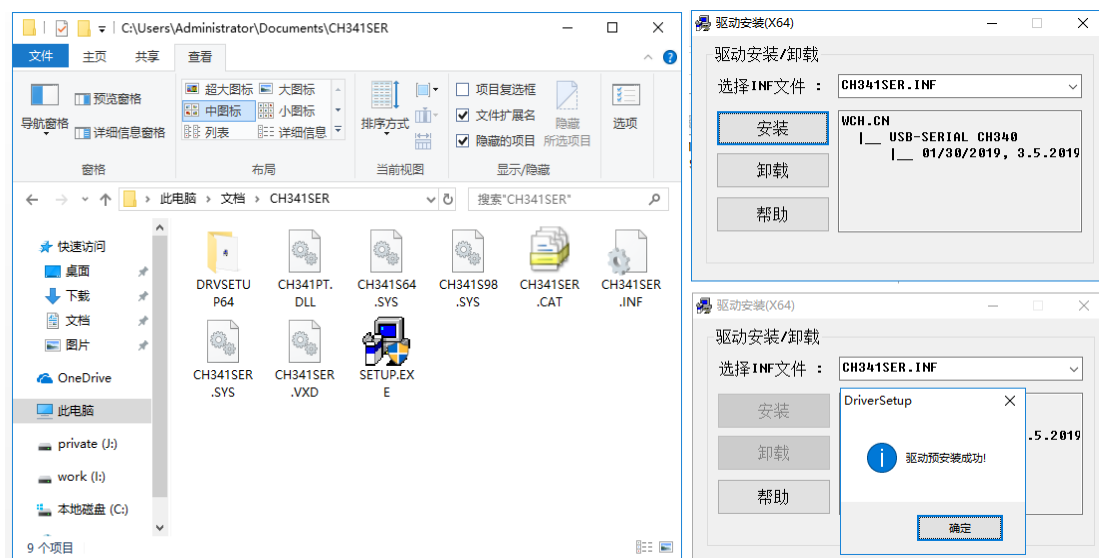 C:\Users\Administrator\Documents\CH341SER
文件 主页 共享 查看
导航窗格
预览窗格
详细信息窗格
窗格
超大图标 大图标
中图标 小图标
列表 详细信息
布局
排序方式
当前视图
项目复选框
文件扩展名
隐藏的项目
隐藏
所选项目
显示/隐藏
选项
此电脑 › 文档 › CH341SER
搜索"CH341SER"
快速访问
桌面
下载
文档
图片
OneDrive
此电脑
private (J:)
work (I:)
本地磁盘 (C:)
DRVSETU
P64
CH341PT.
DLL
CH341S64
.SYS
CH341S98
.SYS
CH341SER
.CAT
CH341SER
.INF
CH341SER
.SYS
CH341SER
.VXD
SETUP.EX
E
9 个项目
驱动安装(X64)
驱动安装/卸载
选择INF文件 : CH341SER.INF
安装
卸载
帮助
WCH.CN
|__ USB-SERIAL CH340
|__ 01/30/2019, 3.5.2019
驱动安装(X64)
驱动安装/卸载
选择INF文件 : CH341SER.INF
安装
卸载
帮助
.5.2019
DriverSetup
驱动预安装成功!
确定